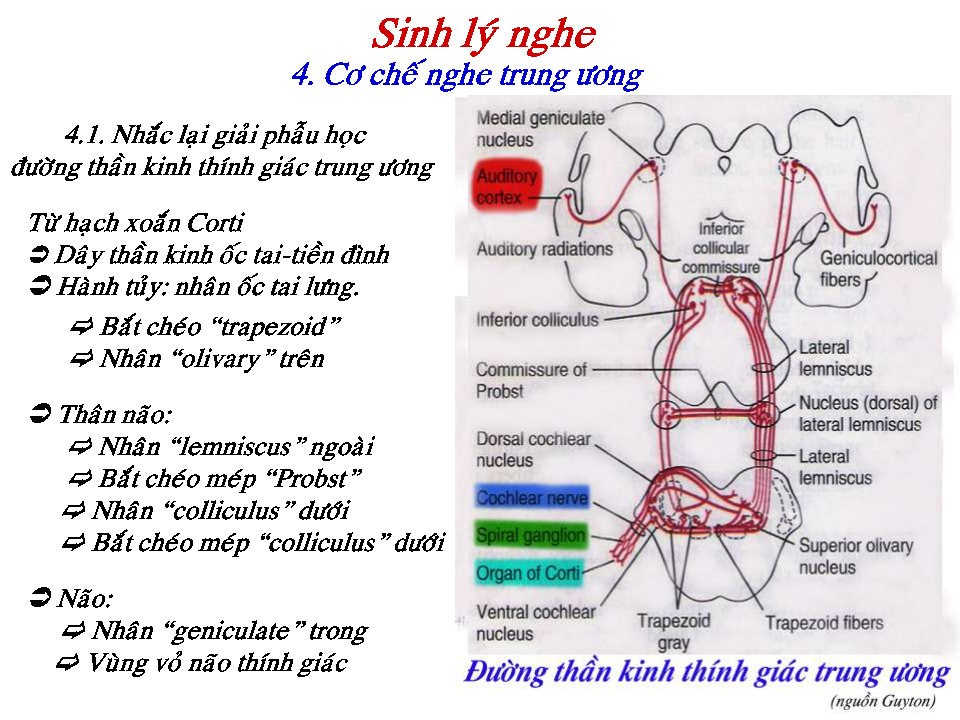 Sinh lý nghe
4. Cơ chế nghe trung ương
4.1. Nhắc lại giải phẫu học
đường thần kinh thính giác trung ương
Từ hạch xoắn Corti
➲ Dây thần kinh ốc tai-tiền đình
➲ Hành tủy: nhân ốc tai lưng.
➩ Bắt chéo “trapezoid”
➩ Nhân “olivary” trên
➲ Thân não:
➩ Nhân “lemniscus” ngoài
➩ Bắt chéo mép “Probst”
➩ Nhân “colliculus” dưới
➩ Bắt chéo mép “colliculus” dưới
➲ Não:
➩ Nhân “geniculate” trong
➩ Vùng vỏ não thính giác
Medial geniculate
nucleus
Auditory
cortex
Auditory radiations
Inferior
collicular
commissure
Geniculocortical
fibers
Inferior colliculus
Lateral
lemniscus
Commissure of
Probst
Nucleus (dorsal) of
lateral lemniscus
Dorsal cochlear
nucleus
Lateral
lemniscus
Cochlear nerve
Spiral ganglion
Organ of Corti
Superior olivary
nucleus
Ventral cochlear
nucleus
Trapezoid
gray
Trapezoid fibers
Đường thần kinh thính giác trung ương
(nguồn Guyton)